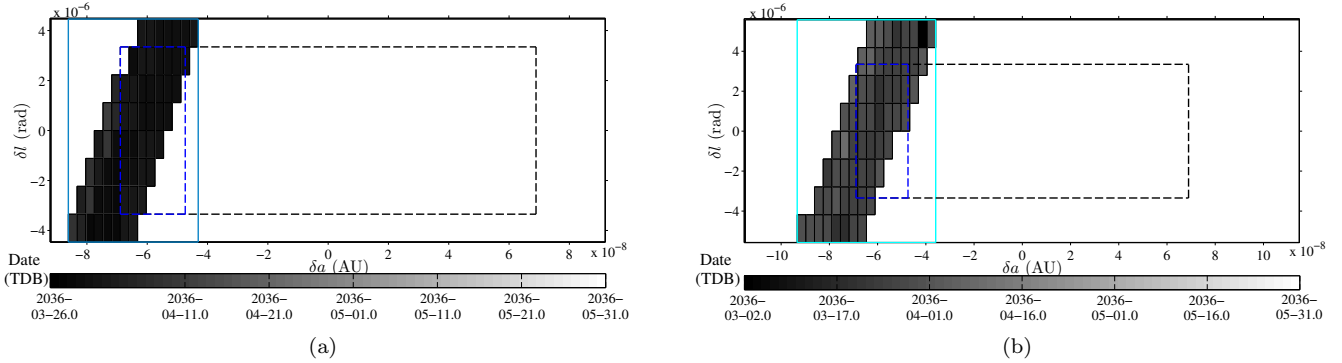 x 10⁻⁶
4
2
0
−2
−4
δl (rad)
−8 −6 −4 −2 0 2 4 6 8
x 10⁻⁸
δa (AU)
Date
(TDB)
2036− 2036− 2036− 2036− 2036− 2036− 2036−
03−26.0 04−11.0 04−21.0 05−01.0 05−11.0 05−21.0 05−31.0
(a)
x 10⁻⁶
4
2
0
−2
−4
δl (rad)
−10 −8 −6 −4 −2 0 2 4 6 8 10
x 10⁻⁸
δa (AU)
Date
(TDB)
2036− 2036− 2036− 2036− 2036− 2036− 2036−
03−02.0 03−17.0 04−01.0 04−16.0 05−01.0 05−16.0 05−31.0
(b)